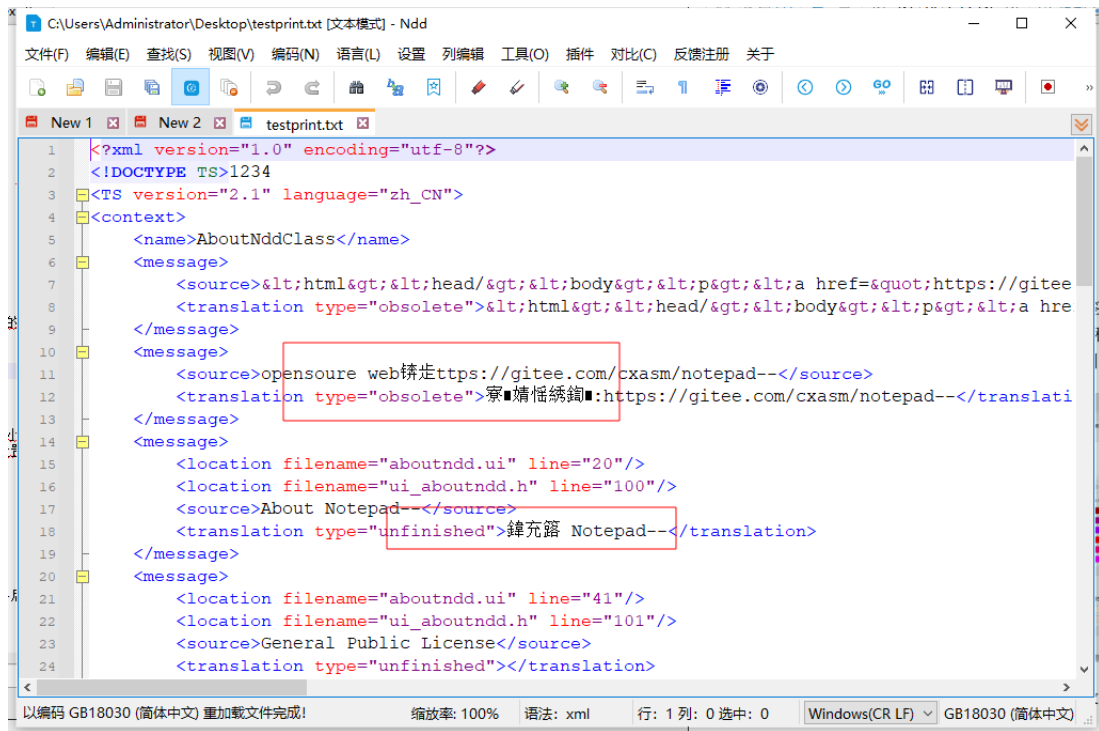 C:\Users\Administrator\Desktop\testprint.txt [文本模式] - Ndd
文件(F) 编辑(E) 查找(S) 视图(V) 编码(N) 语言(L) 设置 列编辑 工具(O) 插件 对比(C) 反馈注册 关于
New 1 New 2 testprint.txt
1 <?xml version="1.0" encoding="utf-8"?>
2 <!DOCTYPE TS>1234
3 <TS version="2.1" language="zh_CN">
4 <context>
5 <name>AboutNddClass</name>
6 <message>
7 <source>&lt;html&gt;&lt;head/&gt;&lt;body&gt;&lt;p&gt;&lt;a href=&quot;https://gitee
8 <translation type="obsolete">&lt;html&gt;&lt;head/&gt;&lt;body&gt;&lt;p&gt;&lt;a hre
9 </message>
10 <message>
11 <source>opensoure web锛歨ttps://gitee.com/cxasm/notepad--</source>
12 <translation type="obsolete">寮∎婧愮綉鍧∎:https://gitee.com/cxasm/notepad--</translati
13 </message>
14 <message>
15 <location filename="aboutndd.ui" line="20"/>
16 <location filename="ui_aboutndd.h" line="100"/>
17 <source>About Notepad--</source>
18 <translation type="unfinished">鍏充簬 Notepad--</translation>
19 </message>
20 <message>
21 <location filename="aboutndd.ui" line="41"/>
22 <location filename="ui_aboutndd.h" line="101"/>
23 <source>General Public License</source>
24 <translation type="unfinished"></translation>
以编码 GB18030 (简体中文) 重加载文件完成! 缩放率: 100% 语法: xml 行: 1 列: 0 选中: 0 Windows(CR LF) GB18030 (简体中文)